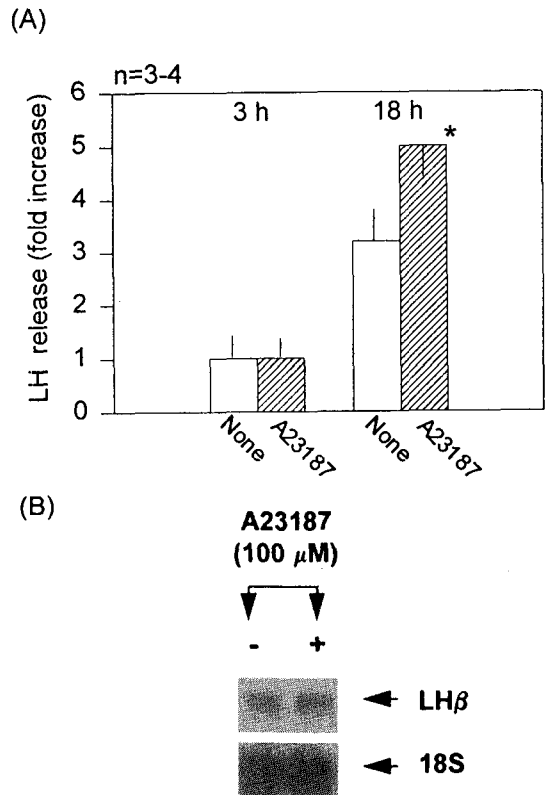 (A)
n=3-4
LH release (fold increase)
6
5
4
3
2
1
0
3 h
18 h
*
None
A23187
None
A23187
(B)
A23187
(100 μM)
- +
LHβ
18S